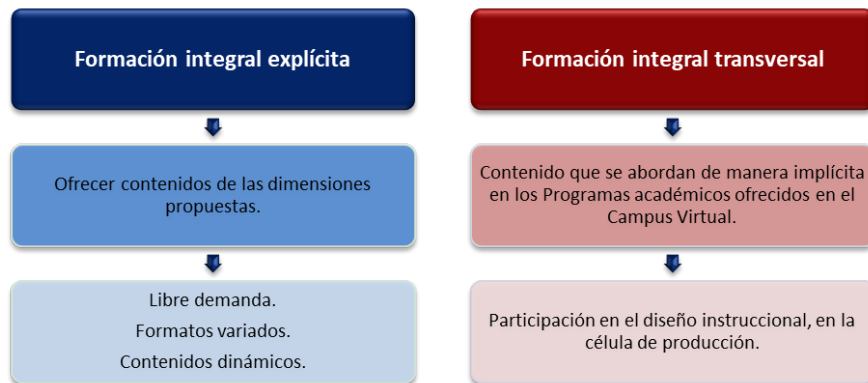 Formación integral explícita
Ofrecer contenidos de las dimensiones
propuestas.
Libre demanda.
Formatos variados.
Contenidos dinámicos.
Formación integral transversal
Contenido que se abordan de manera implícita
en los Programas académicos ofrecidos en el
Campus Virtual.
Participación en el diseño instruccional, en la
célula de producción.